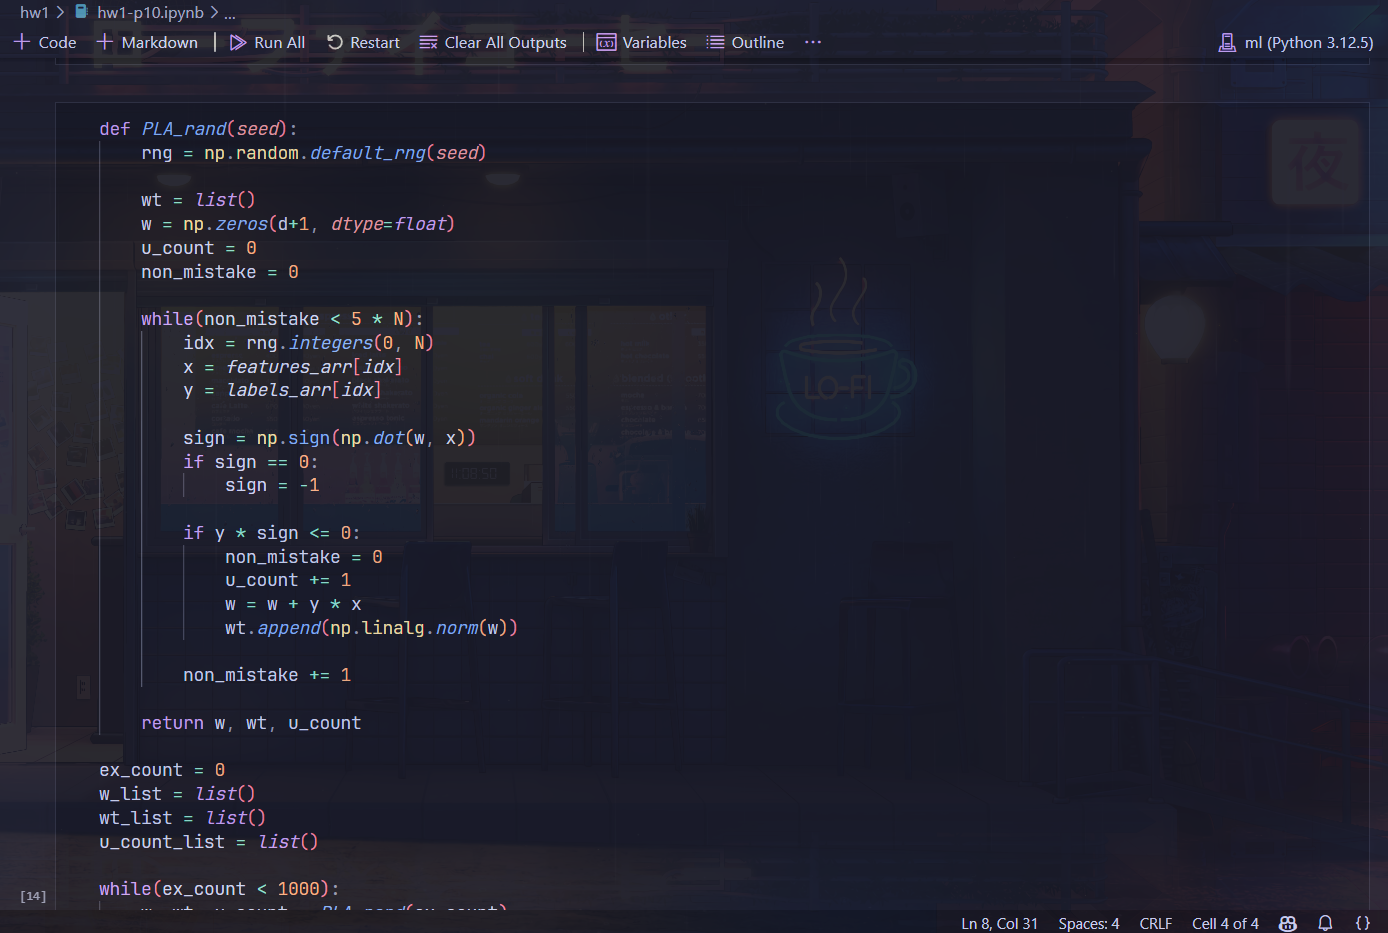 hw1 > hw1-p10.ipynb > ...
+ Code + Markdown | Run All Restart Clear All Outputs | Variables Outline ... ml (Python 3.12.5)
def PLA_rand(seed):
    rng = np.random.default_rng(seed)
    wt = list()
    w = np.zeros(d+1, dtype=float)
    u_count = 0
    non_mistake = 0
    while(non_mistake < 5 * N):
        idx = rng.integers(0, N)
        x = features_arr[idx]
        y = labels_arr[idx]
        sign = np.sign(np.dot(w, x))
        if sign == 0:
            sign = -1
        if y * sign <= 0:
            non_mistake = 0
            u_count += 1
            w = w + y * x
            wt.append(np.linalg.norm(w))
        non_mistake += 1
    return w, wt, u_count
ex_count = 0
w_list = list()
wt_list = list()
u_count_list = list()
while(ex_count < 1000):
[14]
夜
LO-FI
Ln 8, Col 31 Spaces: 4 CRLF Cell 4 of 4 {}